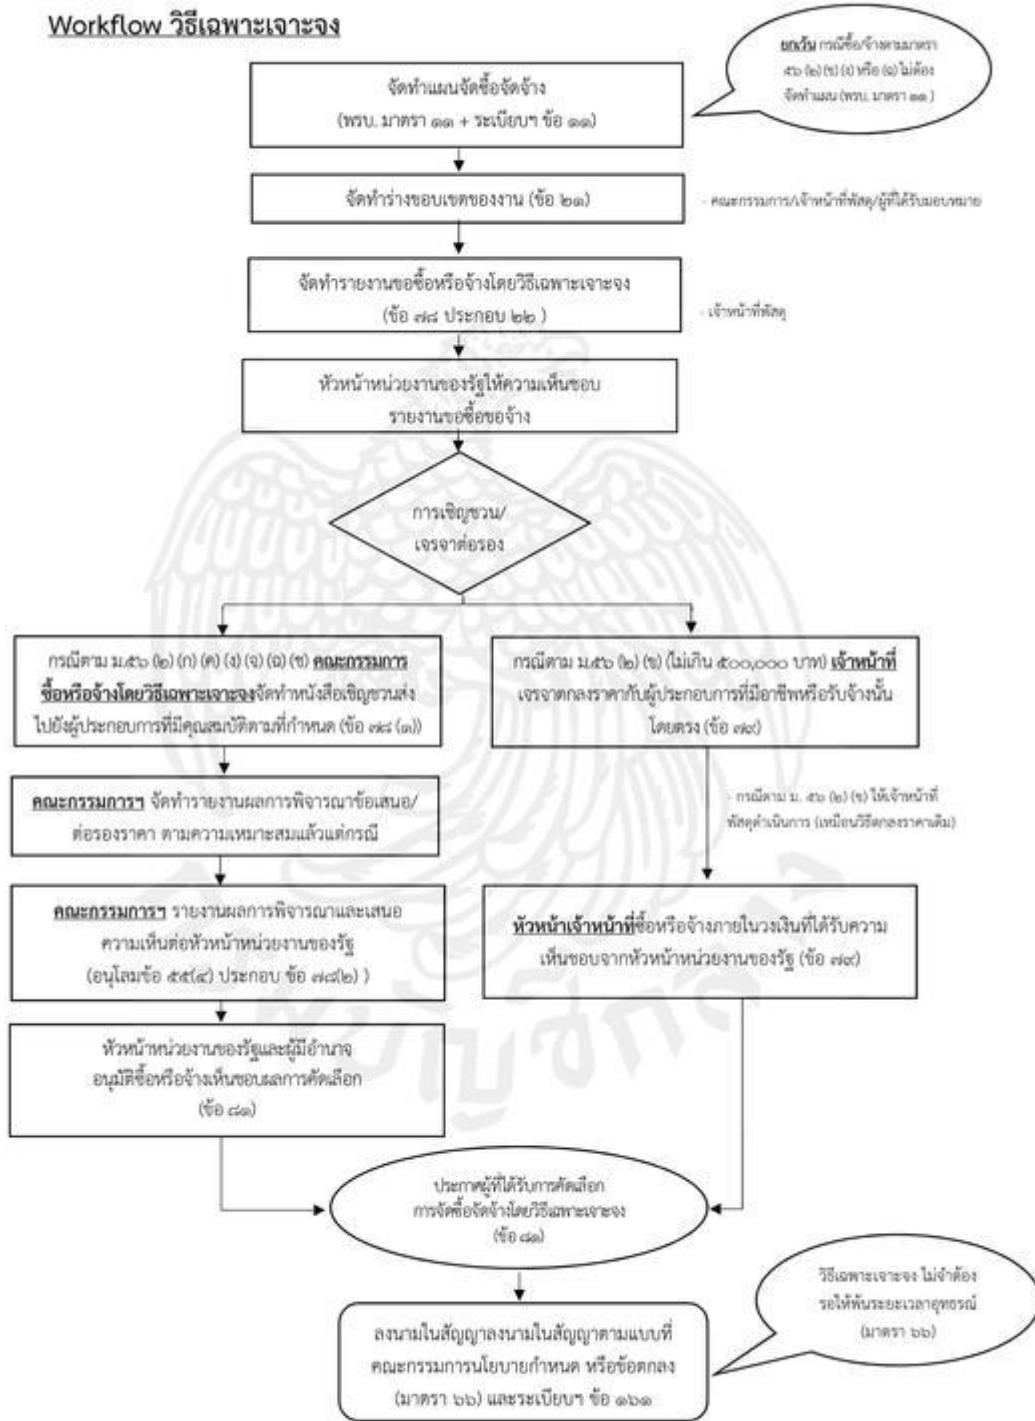 Workflow วิธีเฉพาะเจาะจง
ยกเว้น กรณีซื้อ/จ้างตามมาตรา
๕๖ (๒) (ข) (ง) หรือ (ฉ) ไม่ต้อง
จัดทำแผน (พรบ. มาตรา ๑๑ )
จัดทำแผนจัดซื้อจัดจ้าง
(พรบ. มาตรา ๑๑ + ระเบียบฯ ข้อ ๑๑)
จัดทำร่างขอบเขตของงาน (ข้อ ๒๑)
- คณะกรรมการ/เจ้าหน้าที่พัสดุ/ผู้ที่ได้รับมอบหมาย
จัดทำรายงานขอซื้อหรือจ้างโดยวิธีเฉพาะเจาะจง
(ข้อ ๗๘ ประกอบ ๒๒ )
- เจ้าหน้าที่พัสดุ
หัวหน้าหน่วยงานของรัฐให้ความเห็นชอบ
รายงานขอซื้อขอจ้าง
การเชิญชวน/
เจรจาต่อรอง
กรณีตาม ม.๕๖ (๒) (ก) (ค) (ง) (จ) (ฉ) (ช) คณะกรรมการ
ซื้อหรือจ้างโดยวิธีเฉพาะเจาะจงจัดทำหนังสือเชิญชวนส่ง
ไปยังผู้ประกอบการที่มีคุณสมบัติตามที่กำหนด (ข้อ ๗๘ (๑))
กรณีตาม ม.๕๖ (๒) (ข) (ไม่เกิน ๕๐๐,๐๐๐ บาท) เจ้าหน้าที่
เจรจาตกลงราคากับผู้ประกอบการที่มีอาชีพหรือรับจ้างนั้น
โดยตรง (ข้อ ๗๙)
คณะกรรมการฯ จัดทำรายงานผลการพิจารณาข้อเสนอ/
ต่อรองราคา ตามความเหมาะสมแล้วแต่กรณี
- กรณีตาม ม. ๕๖ (๒) (ข) ให้เจ้าหน้าที่
พัสดุดำเนินการ (เหมือนวิธีตกลงราคาเดิม)
คณะกรรมการฯ รายงานผลการพิจารณาและเสนอ
ความเห็นต่อหัวหน้าหน่วยงานของรัฐ
(อนุโลมข้อ ๕๕(๔) ประกอบ ข้อ ๗๘(๒) )
หัวหน้าเจ้าหน้าที่ซื้อหรือจ้างภายในวงเงินที่ได้รับความ
เห็นชอบจากหัวหน้าหน่วยงานของรัฐ (ข้อ ๗๙)
หัวหน้าหน่วยงานของรัฐและผู้มีอำนาจ
อนุมัติซื้อหรือจ้างเห็นชอบผลการคัดเลือก
(ข้อ ๘๑)
ประกาศผู้ที่ได้รับการคัดเลือก
การจัดซื้อจัดจ้างโดยวิธีเฉพาะเจาะจง
(ข้อ ๘๑)
วิธีเฉพาะเจาะจง ไม่จำต้อง
รอให้พ้นระยะเวลาอุทธรณ์
(มาตรา ๖๖)
ลงนามในสัญญาลงนามในสัญญาตามแบบที่
คณะกรรมการนโยบายกำหนด หรือข้อตกลง
(มาตรา ๖๖) และระเบียบฯ ข้อ ๑๖๑